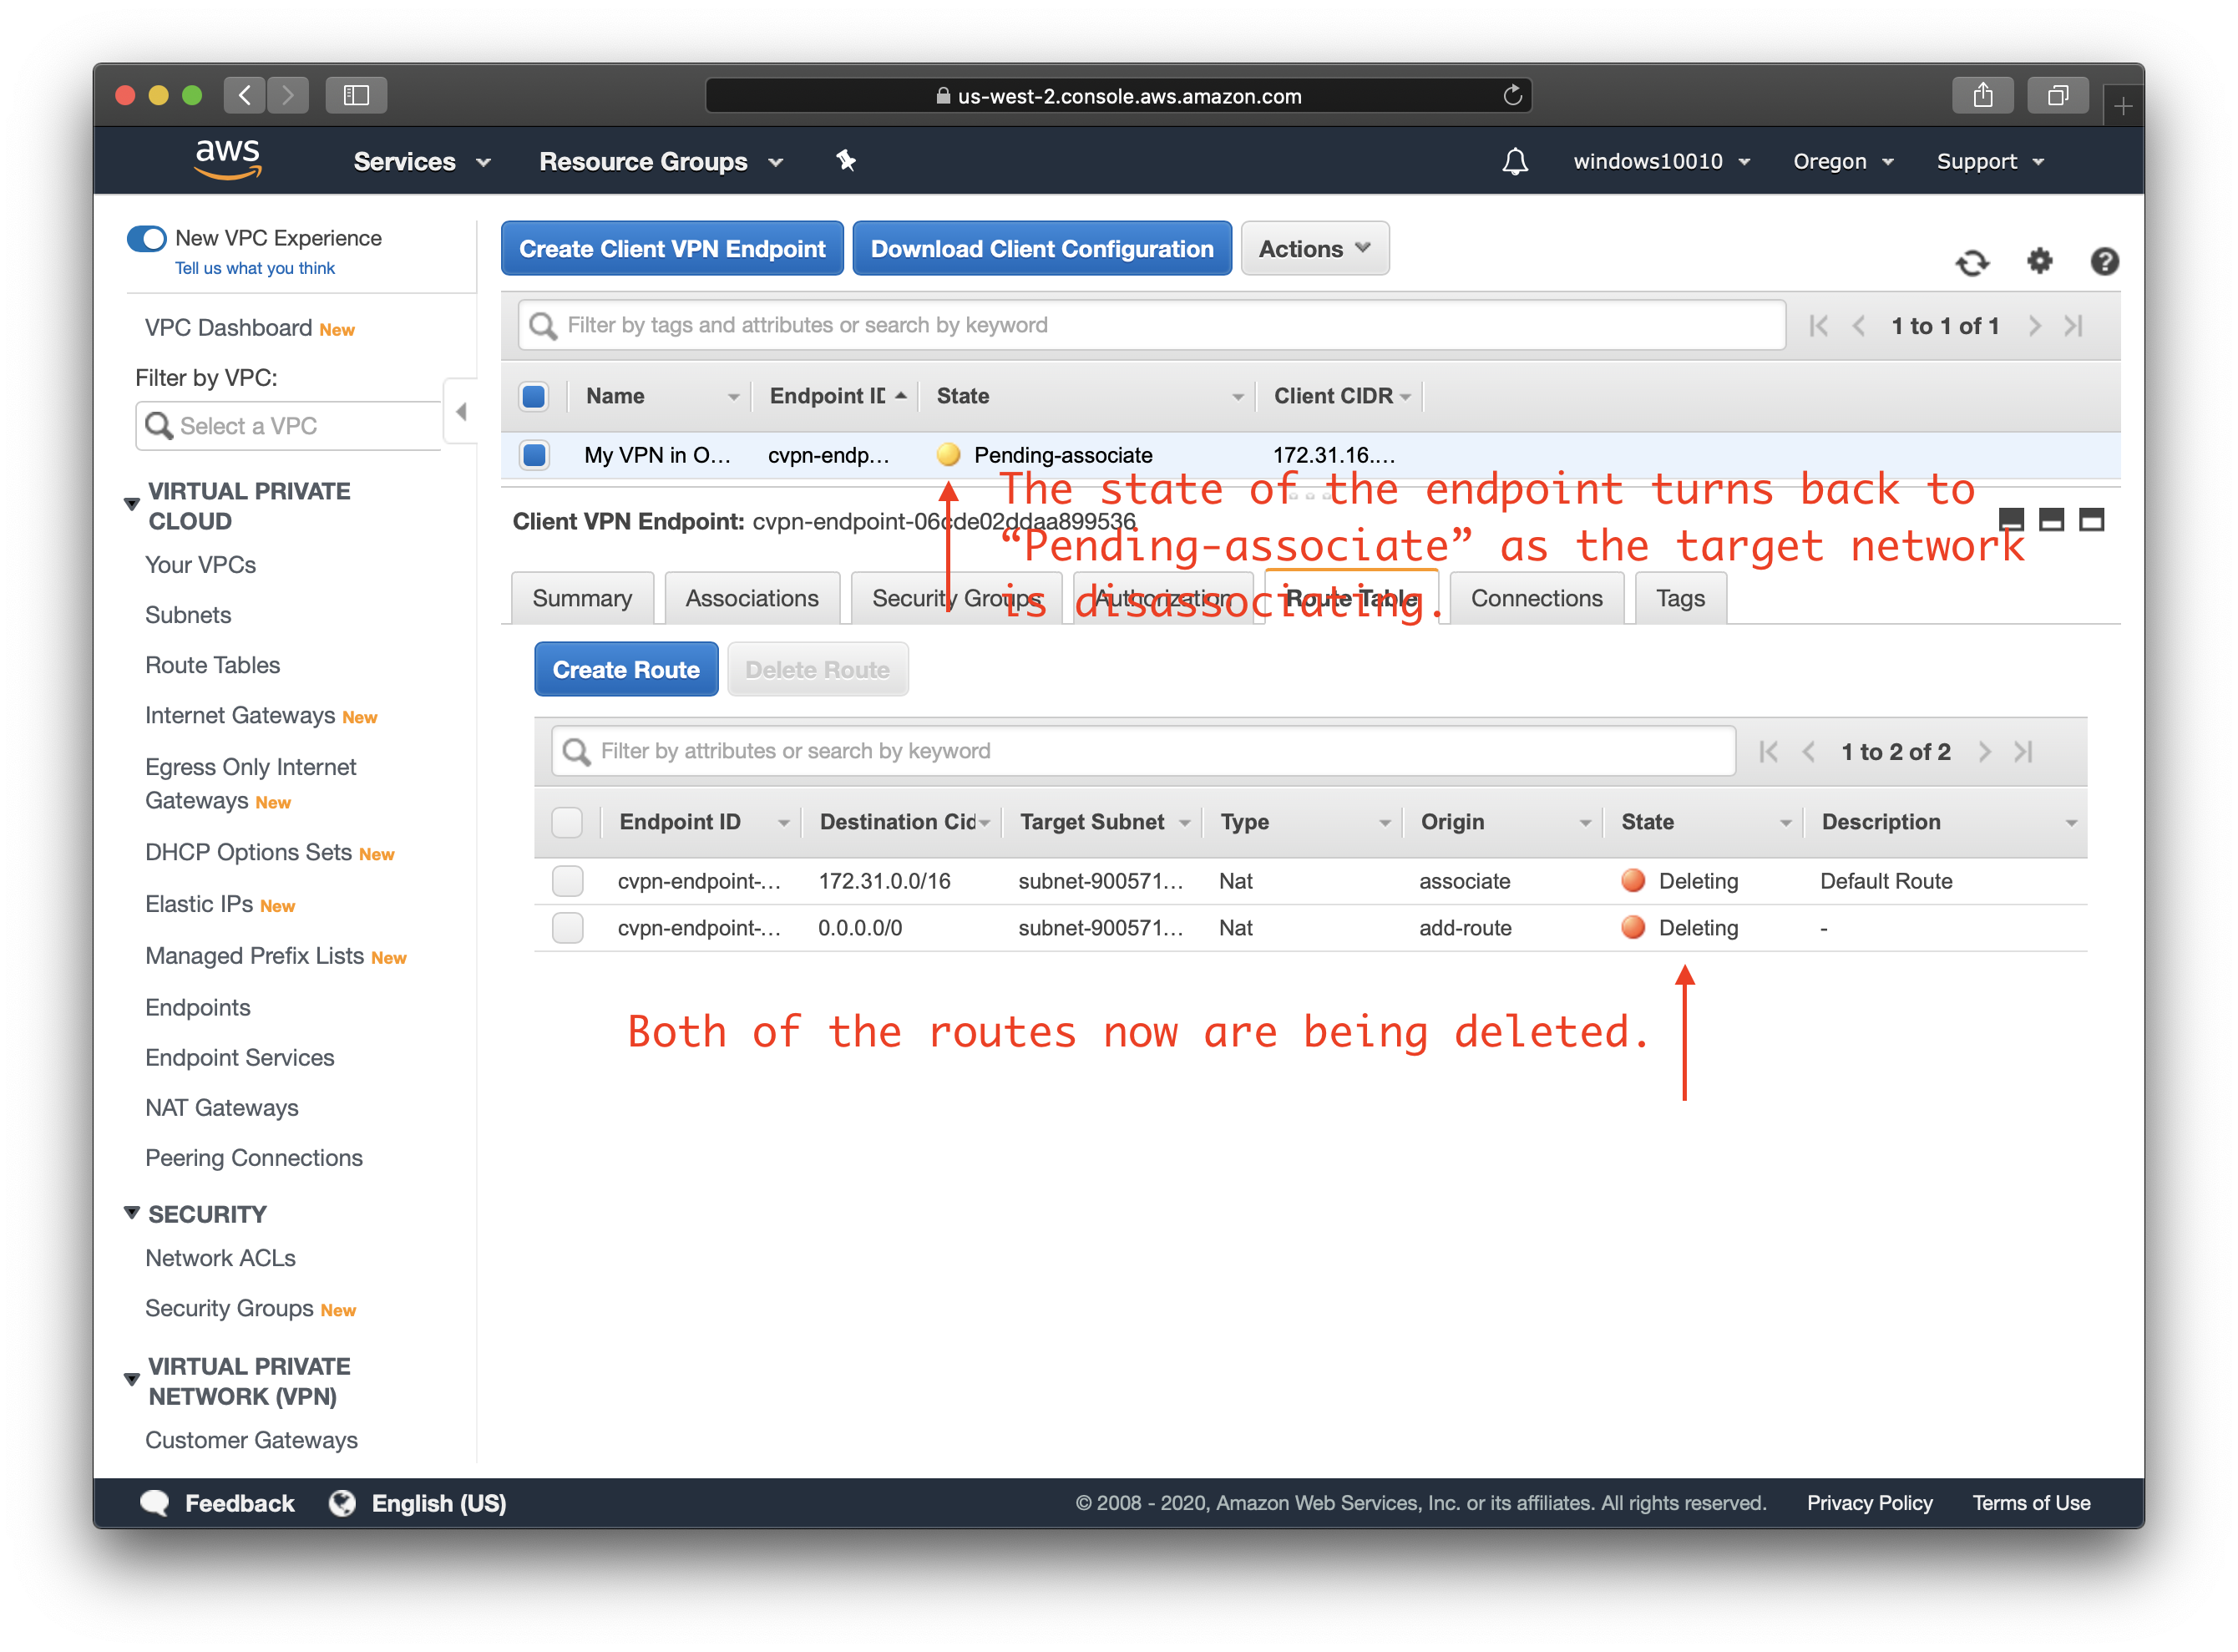 us-west-2.console.aws.amazon.com
aws Services Resource Groups windows10010 Oregon Support
New VPC Experience
Tell us what you think
VPC Dashboard New
Filter by VPC:
Select a VPC
VIRTUAL PRIVATE
CLOUD
Your VPCs
Subnets
Route Tables
Internet Gateways New
Egress Only Internet
Gateways New
DHCP Options Sets New
Elastic IPs New
Managed Prefix Lists New
Endpoints
Endpoint Services
NAT Gateways
Peering Connections
SECURITY
Network ACLs
Security Groups New
VIRTUAL PRIVATE
NETWORK (VPN)
Customer Gateways
Create Client VPN Endpoint Download Client Configuration Actions
Filter by tags and attributes or search by keyword 1 to 1 of 1
Name Endpoint ID State Client CIDR
My VPN in O... cvpn-endp... Pending-associate 172.31.16....
The state of the endpoint turns back to
“Pending-associate” as the target network
is disassociating.
Client VPN Endpoint: cvpn-endpoint-06cde02ddaa899536
Summary Associations Security Groups Authorization Route Table Connections Tags
Create Route Delete Route
Filter by attributes or search by keyword 1 to 2 of 2
Endpoint ID Destination Cid Target Subnet Type Origin State Description
cvpn-endpoint-... 172.31.0.0/16 subnet-900571... Nat associate Deleting Default Route
cvpn-endpoint-... 0.0.0.0/0 subnet-900571... Nat add-route Deleting -
Both of the routes now are being deleted.
Feedback English (US) © 2008 - 2020, Amazon Web Services, Inc. or its affiliates. All rights reserved. Privacy Policy Terms of Use